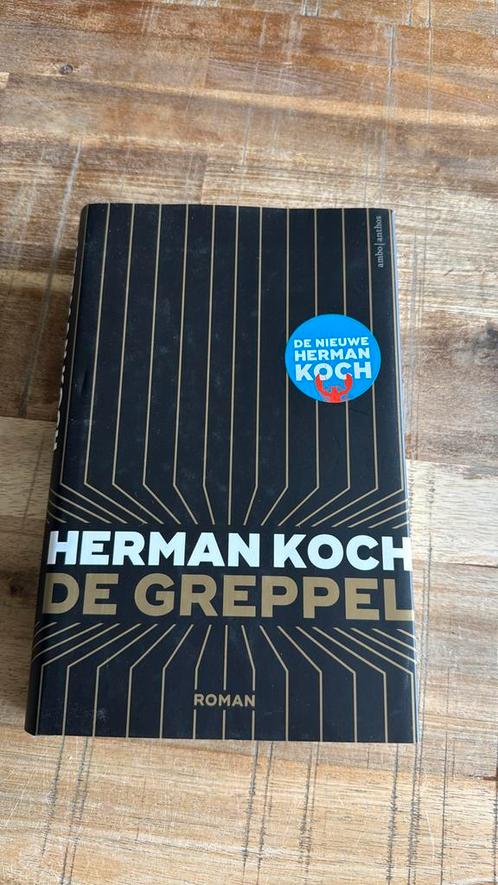 ambo|anthos
DE NIEUWE
HERMAN
KOCH
HERMAN KOCH
DE GREPPEL
ROMAN